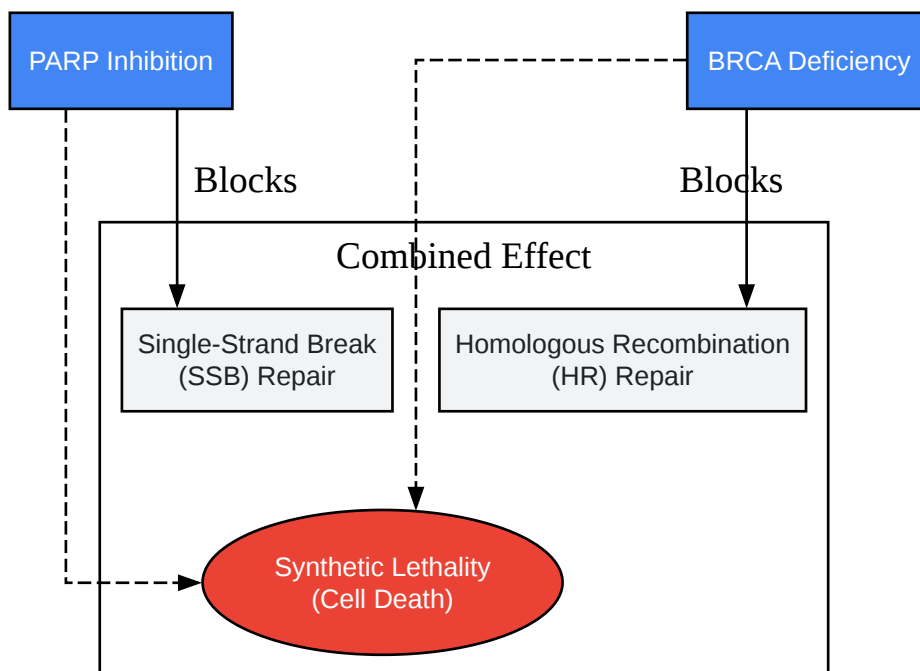 PARP Inhibition
BRCA Deficiency
Blocks
Blocks
Combined Effect
Single-Strand Break
(SSB) Repair
Homologous Recombination
(HR) Repair
Synthetic Lethality
(Cell Death)